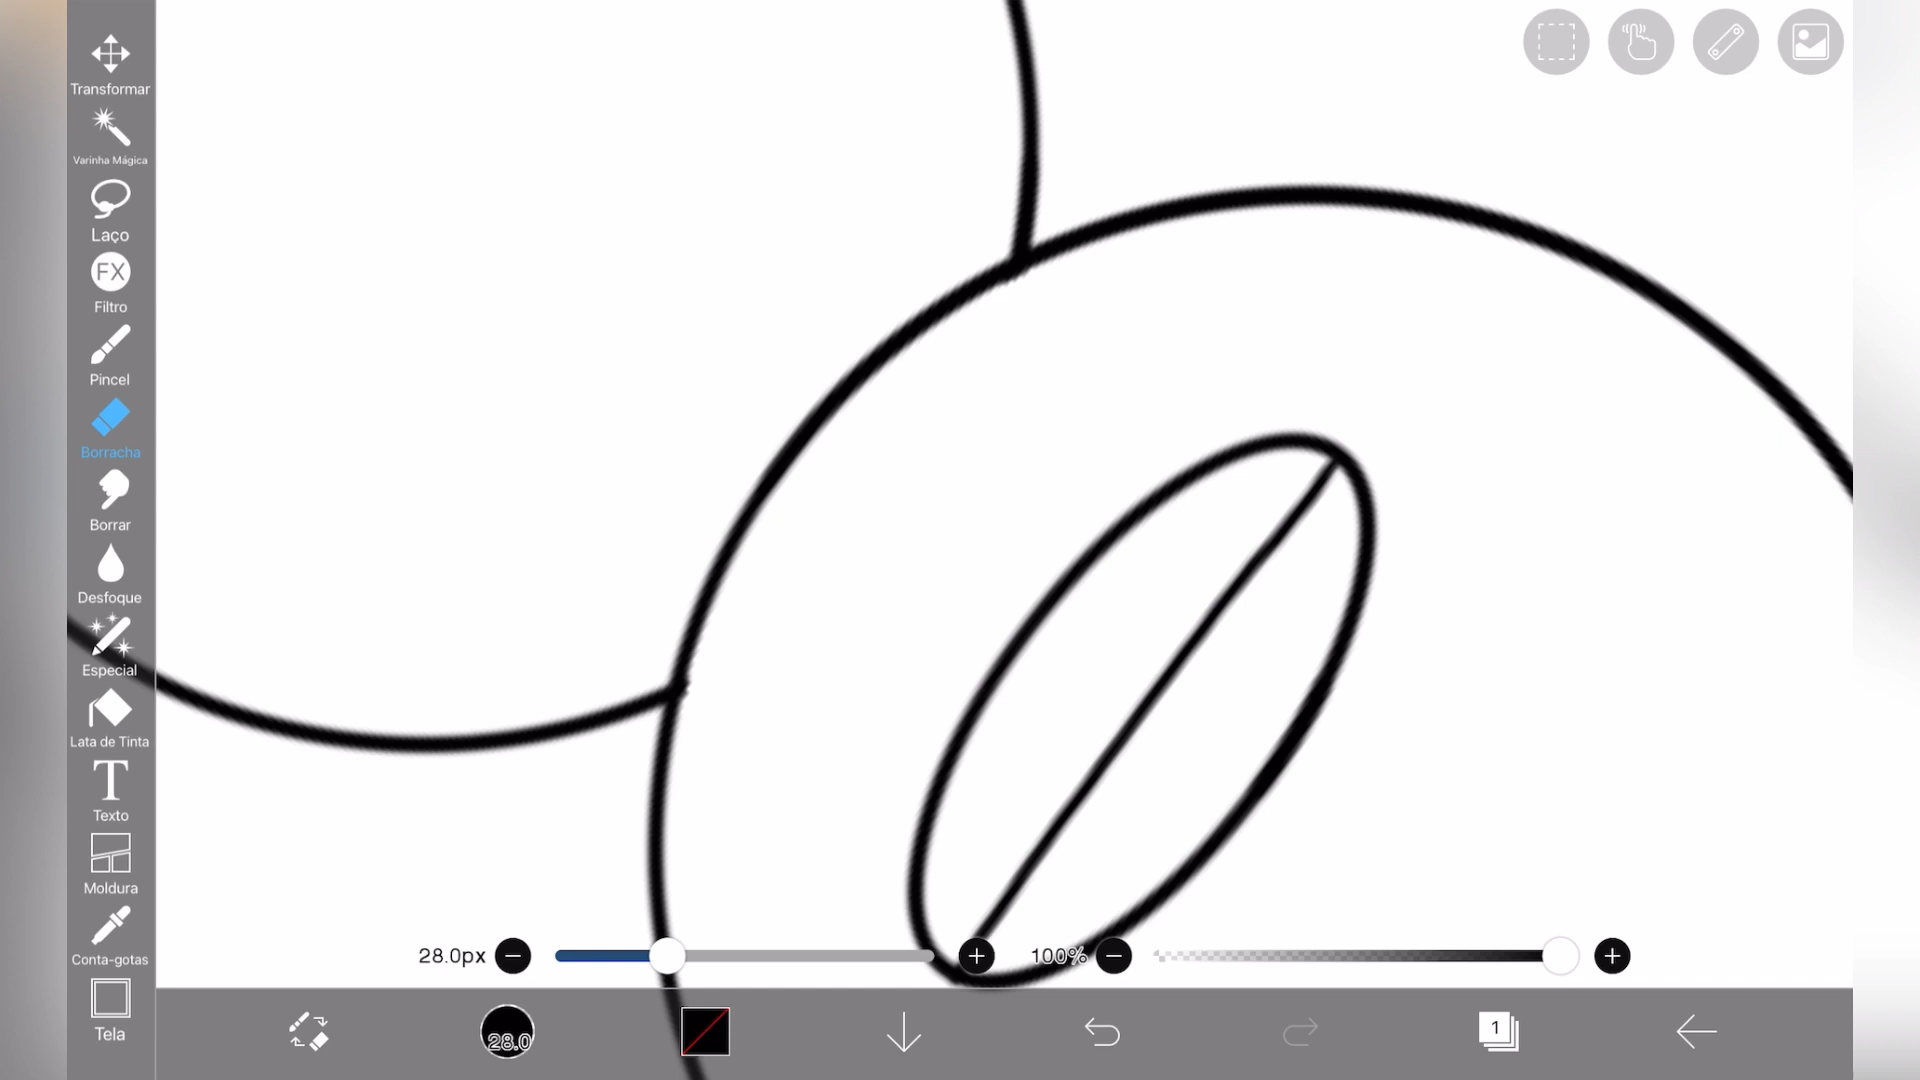 Transformar
Varinha Mágica
Laço
FX
Filtro
Pincel
Borracha
Borrar
Desfoque
Especial
Lata de Tinta
T
Texto
Moldura
Conta-gotas
Tela
28.0px
100%
28.0
1